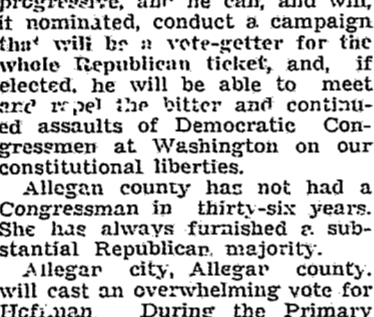 progressive, and he can, and will,
if nominated, conduct a campaign
that will be a vote-getter for the
whole Republican ticket, and, if
elected, he will be able to meet
and repel the bitter and continu-
ed assaults of Democratic Con-
gressmen at Washington on our
constitutional liberties.
Allegan county has not had a
Congressman in thirty-six years.
She has always furnished a sub-
stantial Republican majority.
Allegan city, Allegan county,
will cast an overwhelming vote for
Hoffman. During the Primary